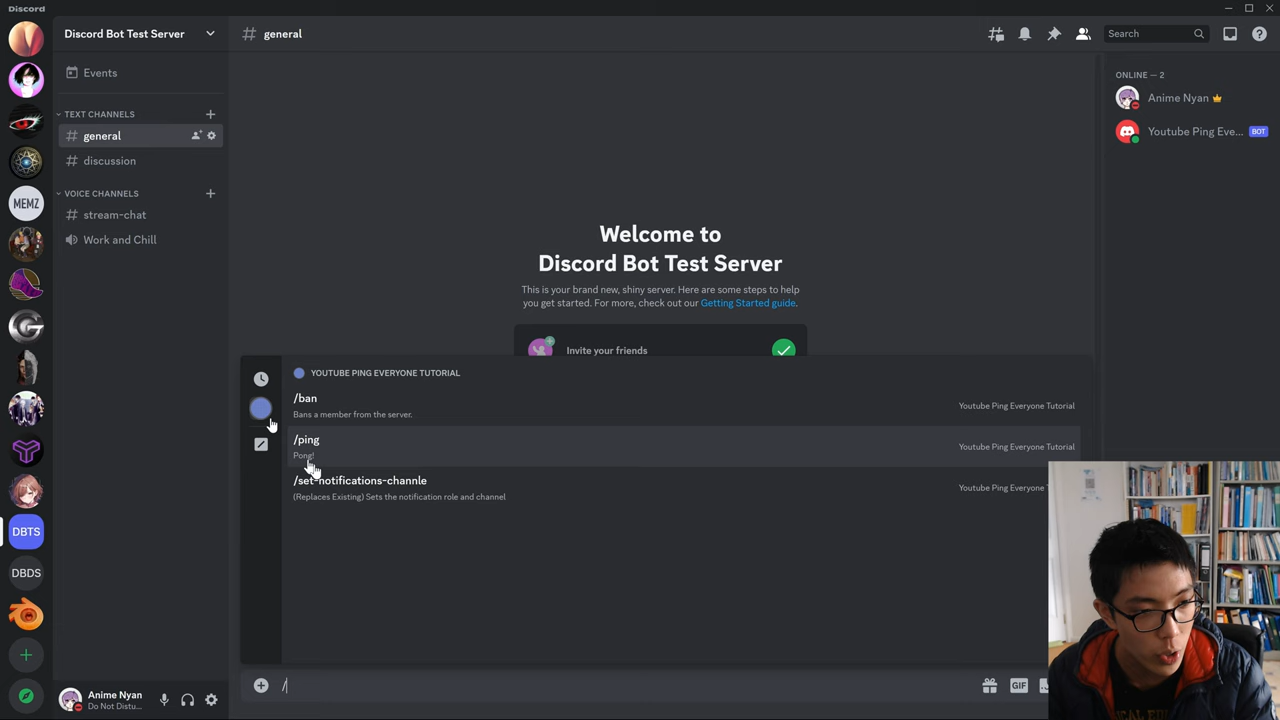 Discord
Discord Bot Test Server
general
Search
Events
TEXT CHANNELS
general
discussion
VOICE CHANNELS
stream-chat
Work and Chill
MEMZ
DBTS
DBDS
ONLINE — 2
Anime Nyan
Youtube Ping Eve... BOT
Welcome to
Discord Bot Test Server
This is your brand new, shiny server. Here are some steps to help
you get started. For more, check out our Getting Started guide.
Invite your friends
YOUTUBE PING EVERYONE TUTORIAL
/ban
Bans a member from the server.
Youtube Ping Everyone Tutorial
/ping
Pong!
Youtube Ping Everyone Tutorial
/set-notifications-channle
(Replaces Existing) Sets the notification role and channel
Youtube Ping Everyone
/
GIF
Anime Nyan
Do Not Distu...